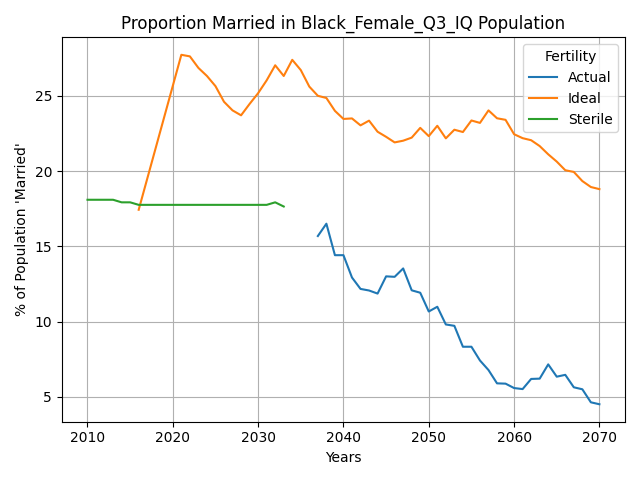 Proportion Married in Black_Female_Q3_IQ Population
% of Population 'Married'
25
20
15
10
5
Fertility
Actual
Ideal
Sterile
2010 2020 2030 2040 2050 2060 2070
Years